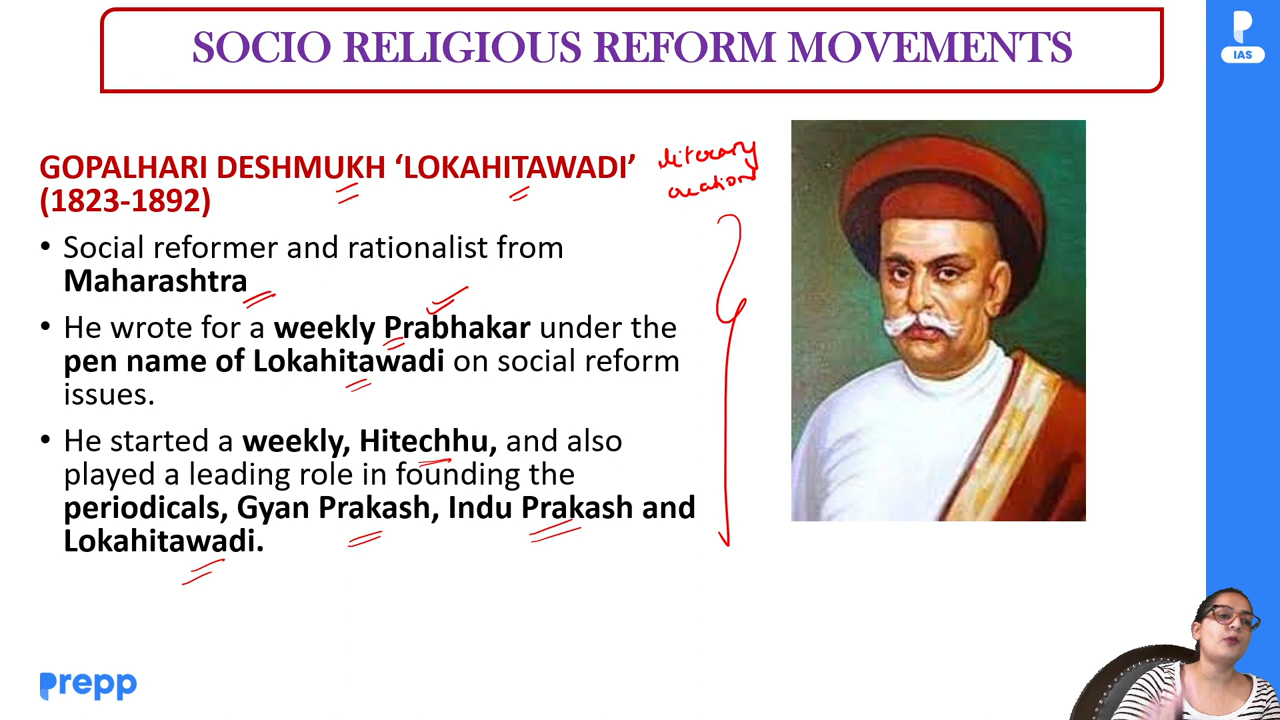 SOCIO RELIGIOUS REFORM MOVEMENTS
IAS
GOPALHARI DESHMUKH ‘LOKAHITAWADI’
(1823-1892)
literary
creations
• Social reformer and rationalist from
Maharashtra
• He wrote for a weekly Prabhakar under the
pen name of Lokahitawadi on social reform
issues.
• He started a weekly, Hitechhu, and also
played a leading role in founding the
periodicals, Gyan Prakash, Indu Prakash and
Lokahitawadi.
prepp